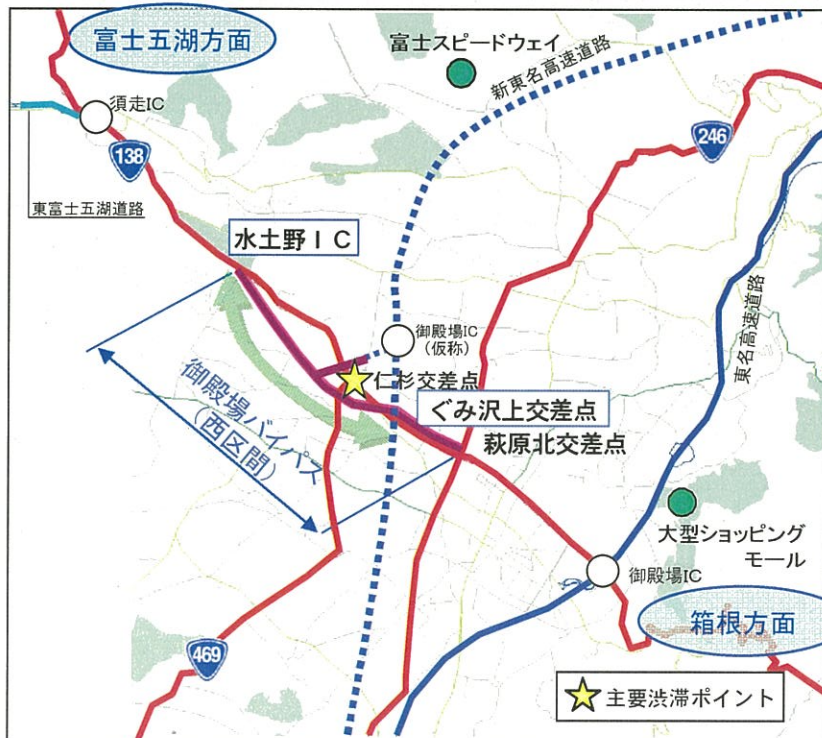 富士五湖方面
富士スピードウェイ
新東名高速道路
須走IC
246
138
東富士五湖道路
水土野IC
御殿場IC
(仮称)
東名高速道路
仁杉交差点
御殿場バイパス
(西区間)
ぐみ沢上交差点
萩原北交差点
大型ショッピング
モール
御殿場IC
箱根方面
469
主要渋滞ポイント